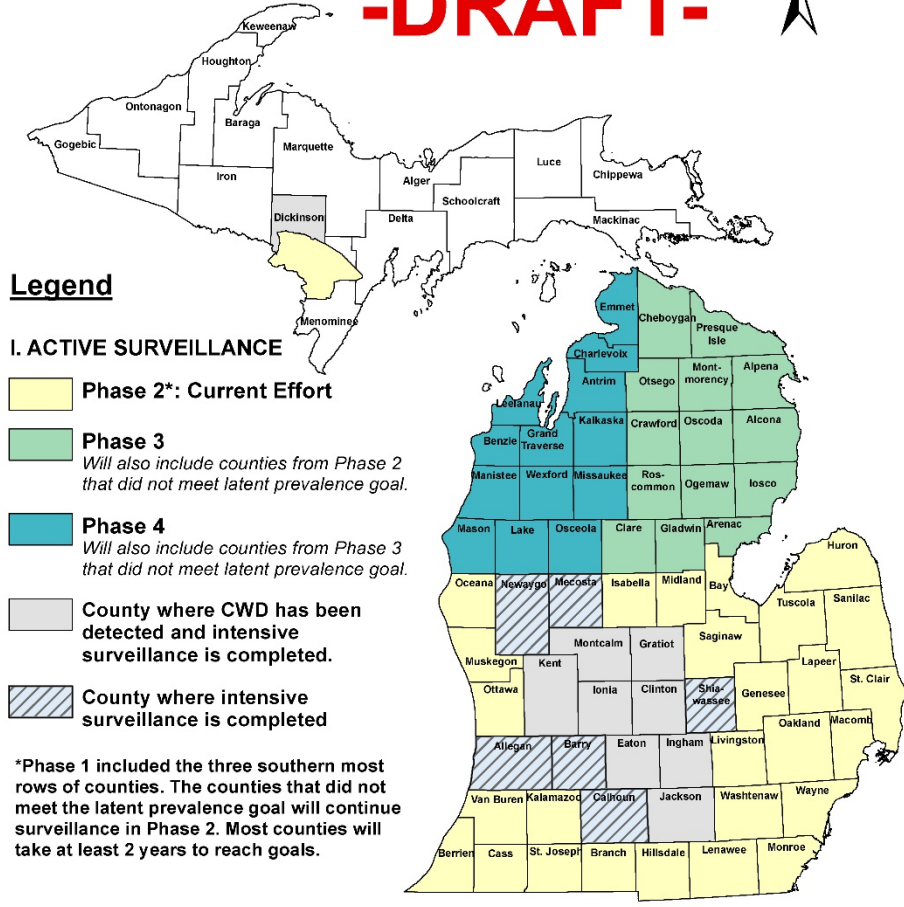 -DRAFT-
Keweenaw
Houghton
Ontonagon
Baraga
Gogebic
Marquette
Iron
Alger
Luce
Chippewa
Schoolcraft
Dickinson
Delta
Mackinac
Menominee
Legend
I. ACTIVE SURVEILLANCE
Phase 2*: Current Effort
Phase 3
Will also include counties from Phase 2
that did not meet latent prevalence goal.
Phase 4
Will also include counties from Phase 3
that did not meet latent prevalence goal.
County where CWD has been
detected and intensive
surveillance is completed.
County where intensive
surveillance is completed
*Phase 1 included the three southern most
rows of counties. The counties that did not
meet the latent prevalence goal will continue
surveillance in Phase 2. Most counties will
take at least 2 years to reach goals.
Emmet
Cheboygan
Presque
Isle
Charlevoix
Antrim
Otsego
Mont-
morency
Alpena
Leelanau
Benzie
Grand
Traverse
Kalkaska
Crawford
Oscoda
Alcona
Manistee
Wexford
Missaukee
Ros-
common
Ogemaw
Iosco
Mason
Lake
Osceola
Clare
Gladwin
Arenac
Huron
Oceana
Newaygo
Mecosta
Isabella
Midland
Bay
Tuscola
Sanilac
Muskegon
Montcalm
Gratiot
Saginaw
Kent
Lapeer
St. Clair
Ottawa
Ionia
Clinton
Shia-
wassee
Genesee
Oakland
Macomb
Allegan
Barry
Eaton
Ingham
Livingston
Van Buren
Kalamazoo
Calhoun
Jackson
Washtenaw
Wayne
Berrien
Cass
St. Joseph
Branch
Hillsdale
Lenawee
Monroe